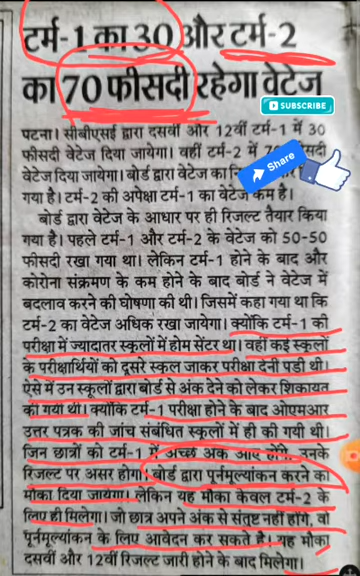 टर्म-1 का 30 और टर्म-2
का 70 फीसदी रहेगा वेटेज
SUBSCRIBE
पटना। सीबीएसई द्वारा दसवीं और 12वीं टर्म-1 में 30
फीसदी वेटेज दिया जायेगा। वहीं टर्म-2 में
वेटेज दिया जायेगा। बोर्ड द्वारा वेटेज का
Share
गया है। टर्म-2 की अपेक्षा टर्म-1 का वेटेज कम है।
बोर्ड द्वारा वेटेज के आधार पर ही रिजल्ट तैयार किया
गया है। पहले टर्म-1 और टर्म-2 के वेटेज को 50-50
फीसदी रखा गया था। लेकिन टर्म-1 होने के बाद और
कोरोना संक्रमण के कम होने के बाद बोर्ड ने वेटेज में
बदलाव करने की घोषणा की थी। जिसमें कहा गया था कि
टर्म-2 का वेटेज अधिक रखा जायेगा। क्योंकि टर्म-1 की
परीक्षा में ज्यादातर स्कूलों में होम सेंटर था। वहीं कई स्कूलों
के परीक्षार्थियों को दूसरे स्कूल जाकर परीक्षा देनी पड़ी थी।
ऐसे में उन स्कूलों द्वारा बोर्ड से अंक देने को लेकर शिकायत
की गयी थी। क्योंकि टर्म-1 परीक्षा होने के बाद ओएमआर
उत्तर पत्रक की जांच संबंधित स्कूलों में ही की गयी थी।
जिन छात्रों को टर्म-1 में अच्छे अंक आए होंगे, उनके
रिजल्ट पर असर होगा। बोर्ड द्वारा पूर्नमूल्यांकन करने का
मौका दिया जायेगा। लेकिन यह मौका केवल टर्म-2 के
लिए ही मिलेगा। जो छात्र अपने अंक से संतुष्ट नहीं होंगे, वो
पूर्नमूल्यांकन के लिए आवेदन कर सकते है। यह मौका
दसवीं और 12वीं रिजल्ट जारी होने के बाद मिलेगा।